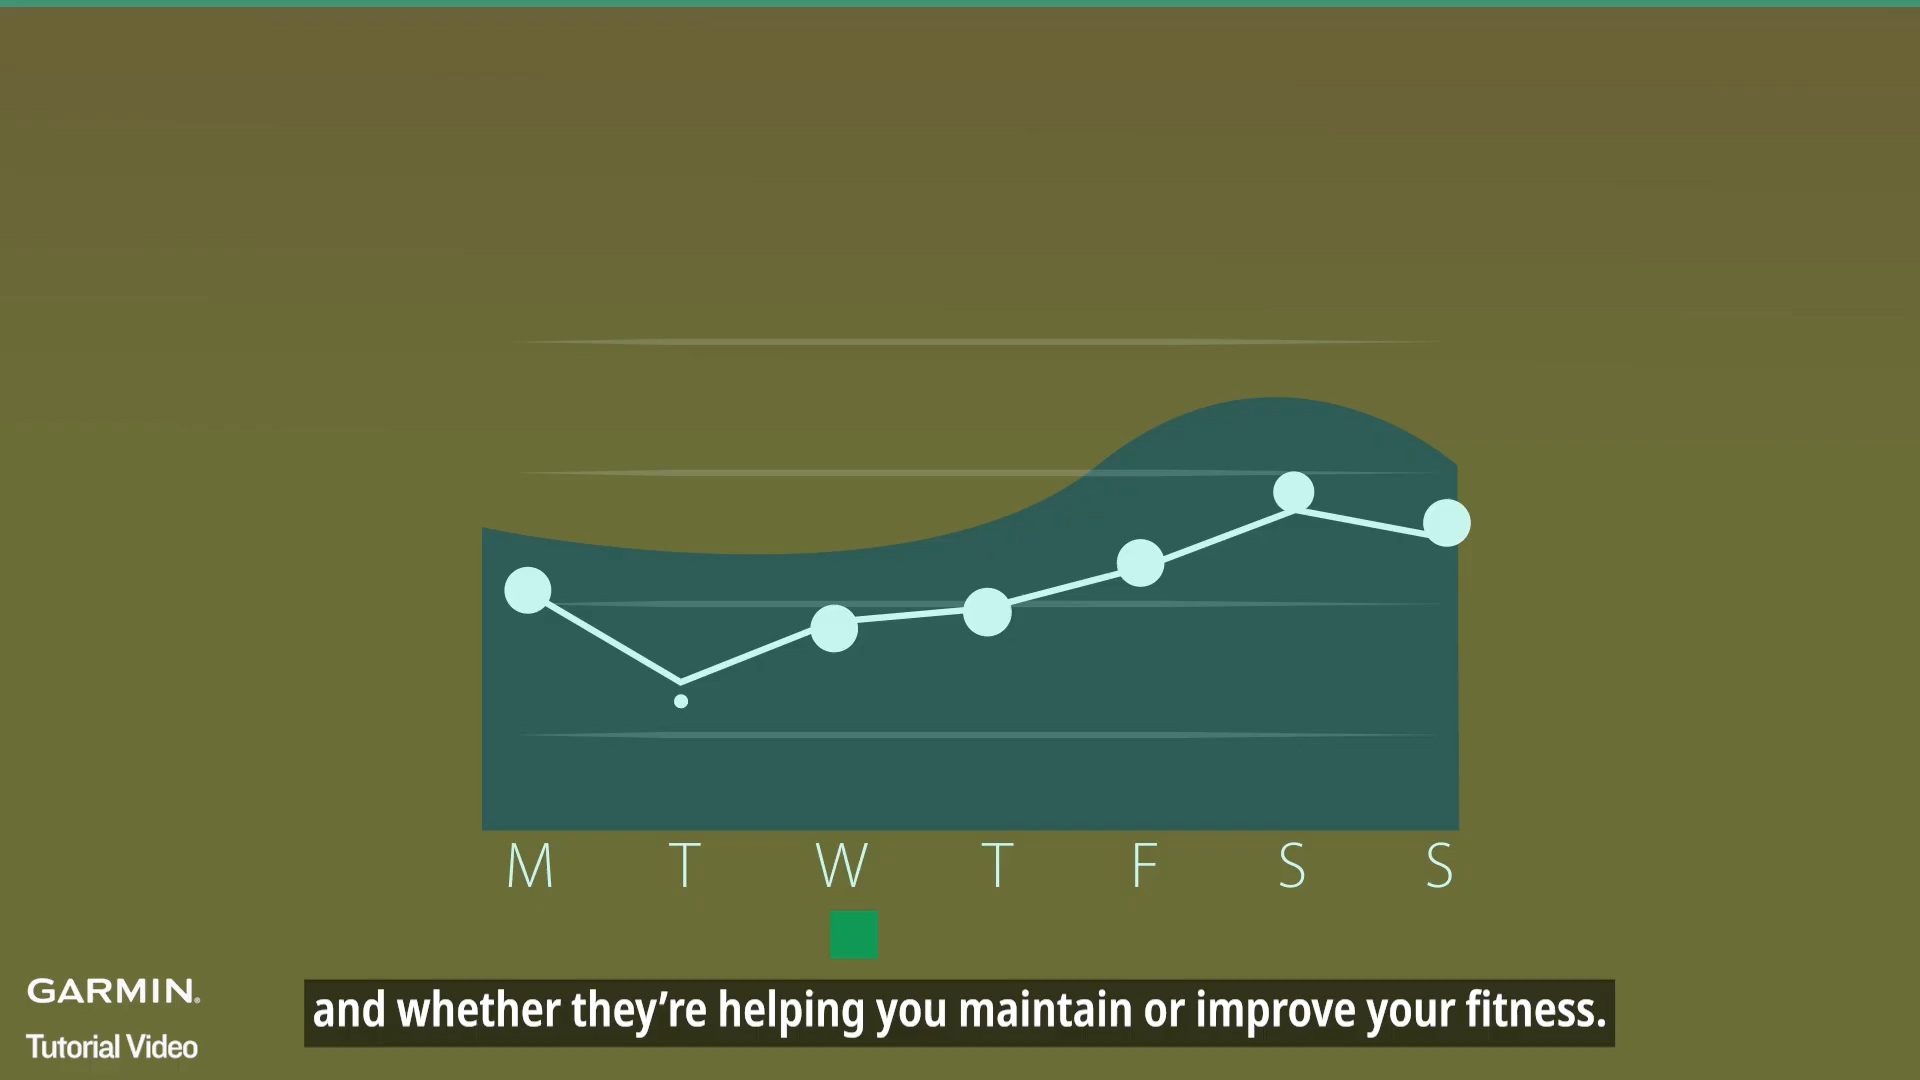 M T W T F S S
GARMIN.
Tutorial Video
and whether they're helping you maintain or improve your fitness.